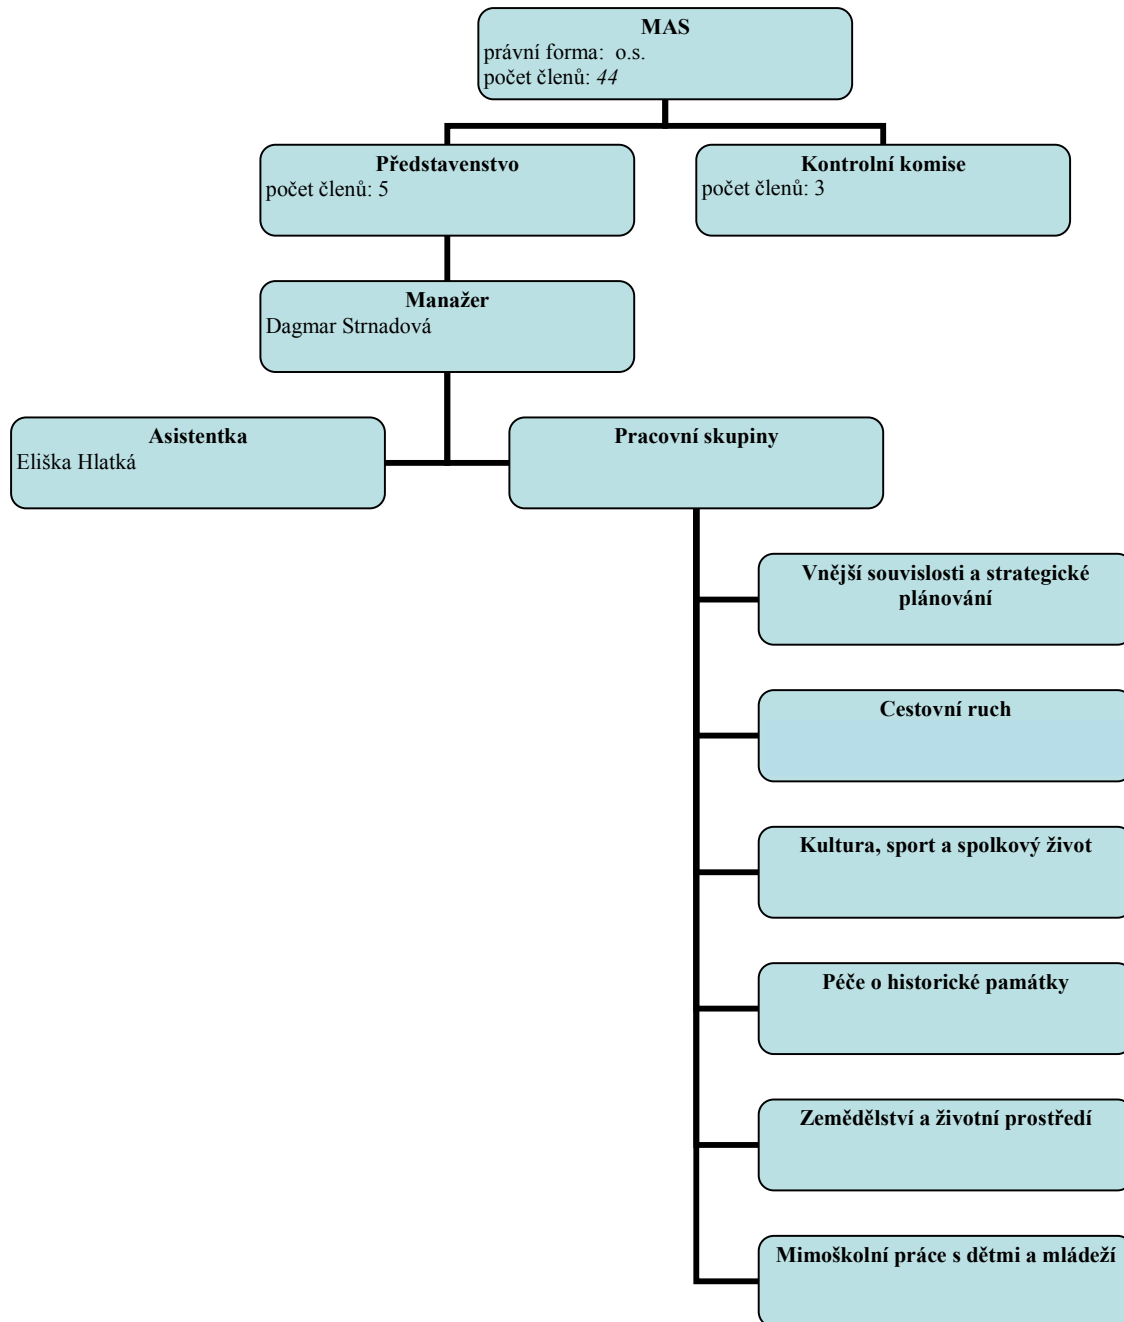 MAS
právní forma:  o.s.
počet členů: 44
Představenstvo
počet členů: 5
Kontrolní komise
počet členů: 3
Manažer
Dagmar Strnadová
Asistentka
Eliška Hlatká
Pracovní skupiny
Vnější souvislosti a strategické
plánování
Cestovní ruch
Kultura, sport a spolkový život
Péče o historické památky
Zemědělství a životní prostředí
Mimoškolní práce s dětmi a mládeží